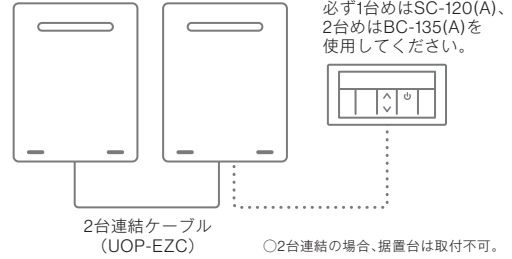 必ず1台めはSC-120(A)、
2台めはBC-135(A)を
使用してください。
2台連結ケーブル
（UOP-EZC）
○2台連結の場合、据置台は取付不可。